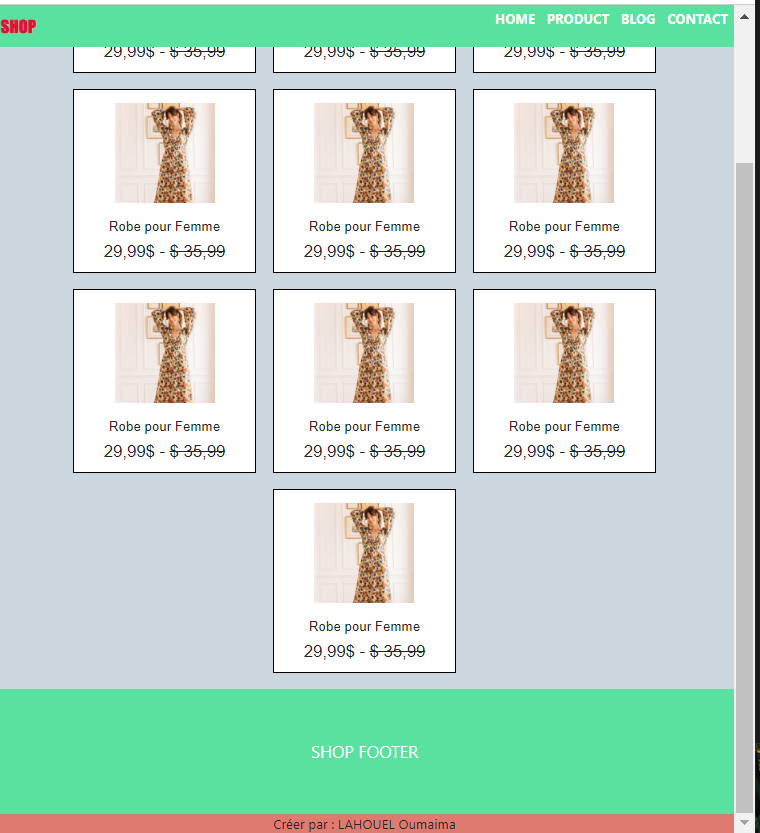 SHOP
HOME PRODUCT BLOG CONTACT
29,99$ - $ 35,99 29,99$ - $ 35,99 29,99$ - $ 35,99
Robe pour Femme Robe pour Femme Robe pour Femme
29,99$ - $ 35,99 29,99$ - $ 35,99 29,99$ - $ 35,99
Robe pour Femme Robe pour Femme Robe pour Femme
29,99$ - $ 35,99 29,99$ - $ 35,99 29,99$ - $ 35,99
Robe pour Femme
29,99$ - $ 35,99
SHOP FOOTER
Créer par : LAHOUEL Oumaima